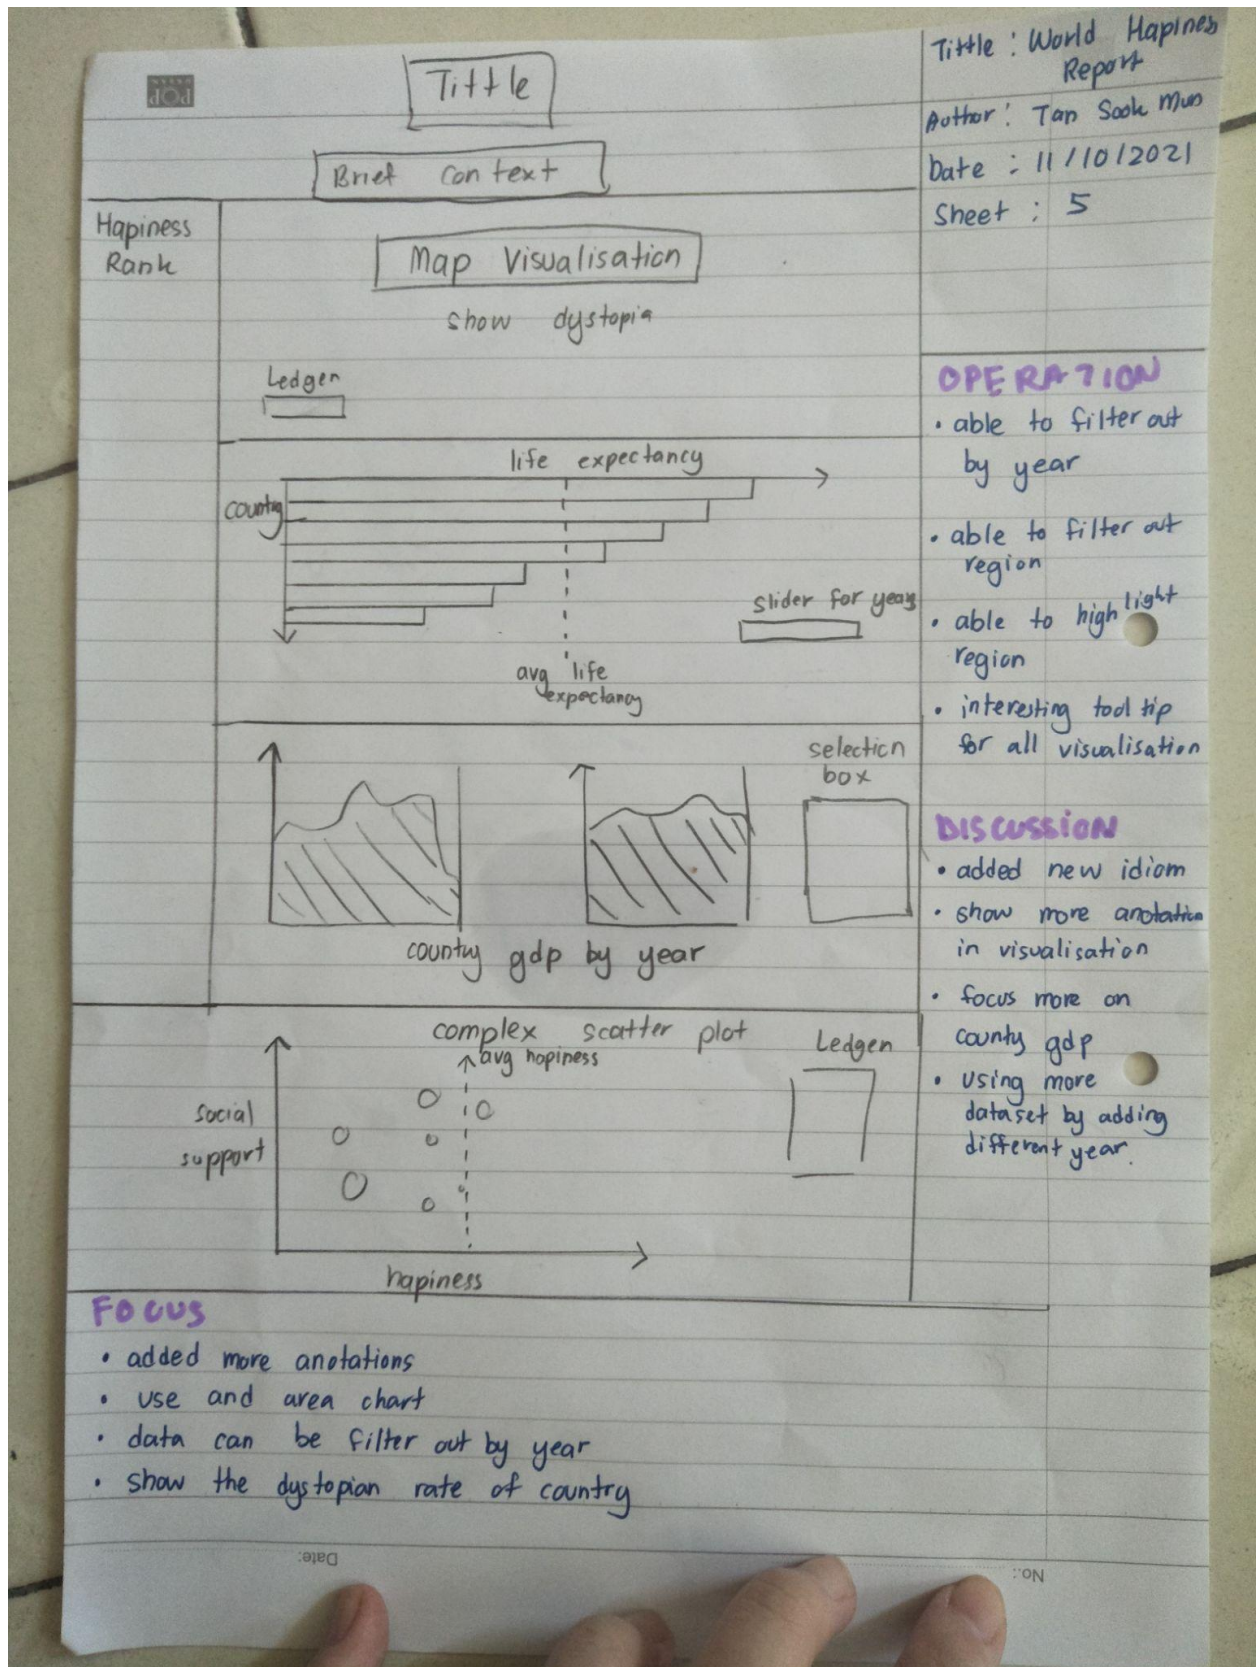 POP
Tittle
Brief context
Tittle : World Hapiness
Report
Author : Tan Sook Mun
Date : 11/10/2021
Sheet : 5
Hapiness
Rank
Map Visualisation
show dystopia
Ledgen
life expectancy
country
slider for years
avg life
expectancy
selection
box
country gdp by year
complex scatter plot
avg hapiness
Ledgen
social
support
hapiness
OPERATION
• able to filter out
by year
• able to filter out
region
• able to highlight
region
• interesting tool tip
for all visualisation
DISCUSSION
• added new idiom
• show more anotation
in visualisation
• focus more on
county gdp
• using more
dataset by adding
different year.
FOCUS
• added more anotations
• use and area chart
• data can be filter out by year
• show the dystopian rate of country
Date:
No.: